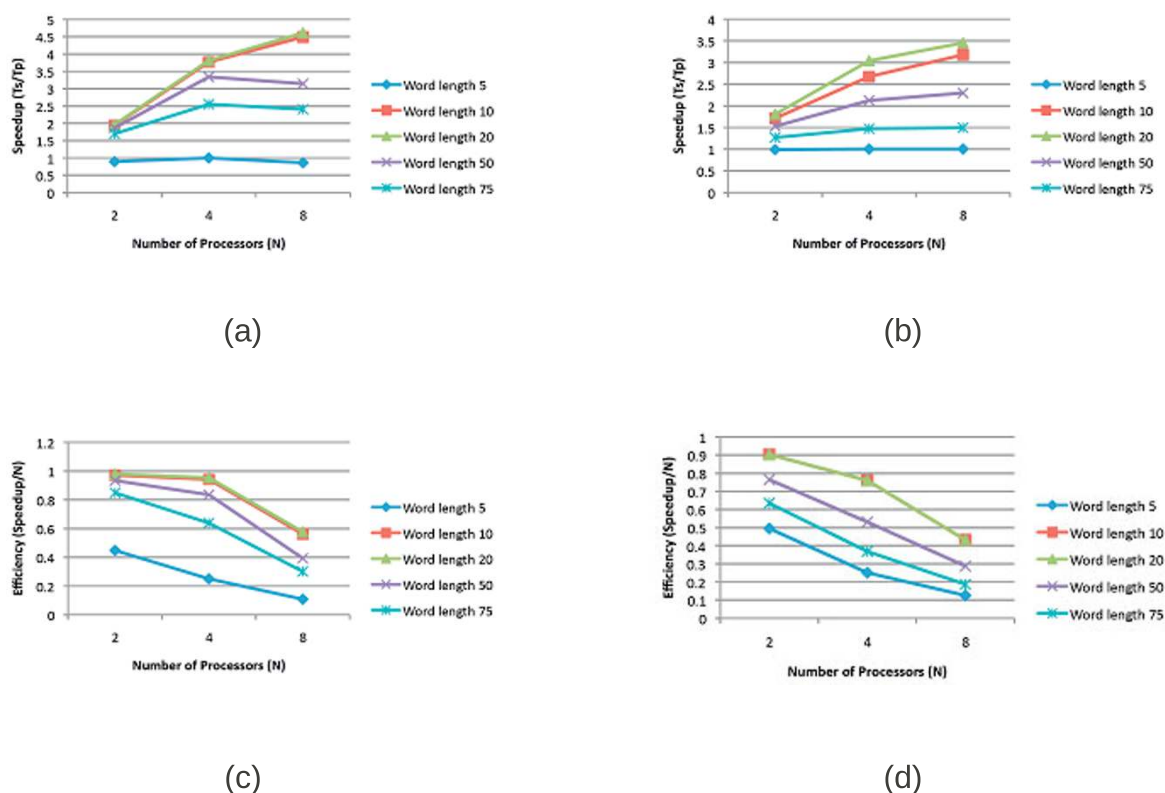 5
4.5
4
3.5
3
2.5
2
1.5
1
0.5
0
Speedup (Ts/Tp)
2 4 8
Number of Processors (N)
Word length 5
Word length 10
Word length 20
Word length 50
Word length 75
(a)
4
3.5
3
2.5
2
1.5
1
0.5
0
Speedup (Ts/Tp)
2 4 8
Number of Processors (N)
Word length 5
Word length 10
Word length 20
Word length 50
Word length 75
(b)
1.2
1
0.8
0.6
0.4
0.2
0
Efficiency (Speedup/N)
2 4 8
Number of Processors (N)
Word length 5
Word length 10
Word length 20
Word length 50
Word length 75
(c)
1
0.9
0.8
0.7
0.6
0.5
0.4
0.3
0.2
0.1
0
Efficiency (Speedup/N)
2 4 8
Number of Processors (N)
Word length 5
Word length 10
Word length 20
Word length 50
Word length 75
(d)